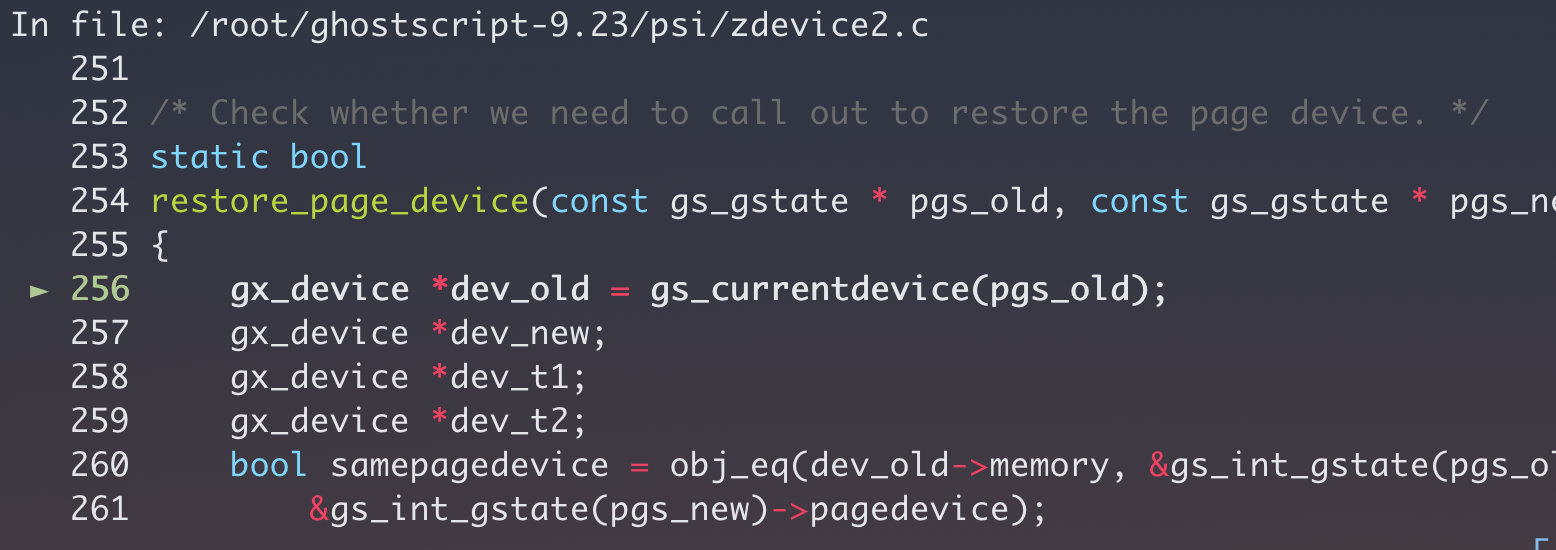 In file: /root/ghostscript-9.23/psi/zdevice2.c
251
252 /* Check whether we need to call out to restore the page device. */
253 static bool
254 restore_page_device(const gs_gstate * pgs_old, const gs_gstate * pgs_ne
255 {
► 256     gx_device *dev_old = gs_currentdevice(pgs_old);
257     gx_device *dev_new;
258     gx_device *dev_t1;
259     gx_device *dev_t2;
260     bool samepagedevice = obj_eq(dev_old->memory, &gs_int_gstate(pgs_ol
261         &gs_int_gstate(pgs_new)->pagedevice);